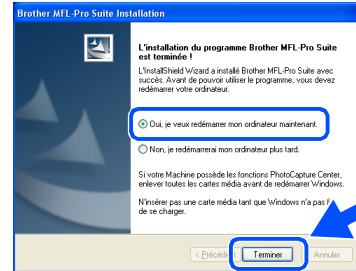 Brother MFL-Pro Suite Installation
L'installation du programme Brother MFL-Pro Suite
est terminée !
L'InstallShield Wizard a installé Brother MFL-Pro Suite avec
succès. Avant de pouvoir utiliser le programme, vous devez
redémarrer votre ordinateur.
Oui, je veux redémarrer mon ordinateur maintenant.
Non, je redémarrerai mon ordinateur plus tard.
Si votre Machine possède les fonctions PhotoCapture Center,
enlever toutes les cartes média avant de redémarrer Windows.
N'insérer pas une carte média tant que Windows n'a pas
de se charger.
< Précédent Terminer Annuler